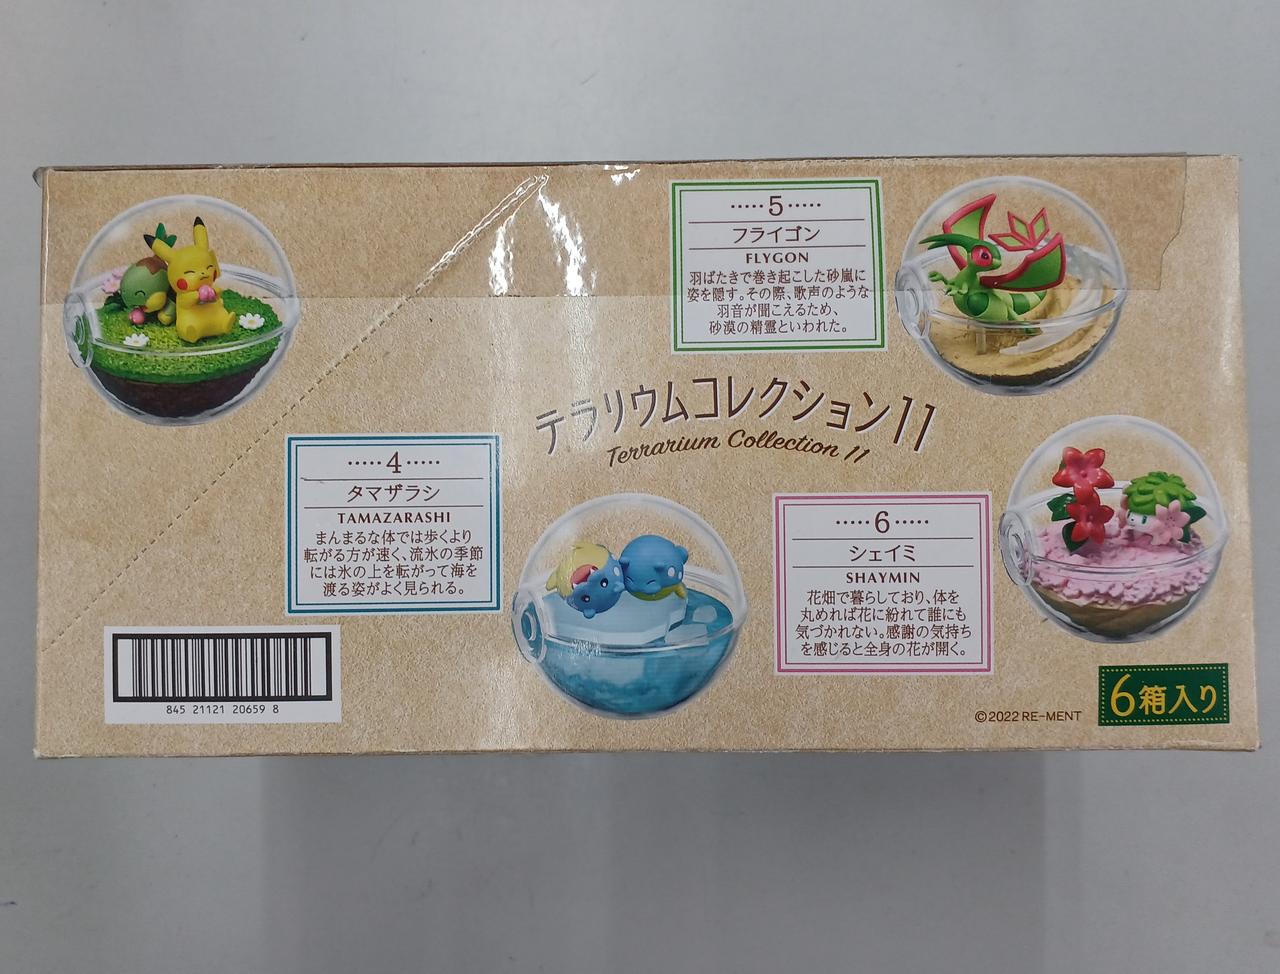 ·····5·····
フライゴン
FLYGON
羽ばたきで巻き起こした砂嵐に
姿を隠す。その際、歌声のような
羽音が聞こえるため、
砂漠の精霊といわれた。
テラリウムコレクション11
Terrarium Collection 11
·····4·····
タマザラシ
TAMAZARASHI
まんまるな体では歩くより
転がる方が速く、流氷の季節
には氷の上を転がって海を
渡る姿がよく見られる。
·····6·····
シェイミ
SHAYMIN
花畑で暮らしており、体を
丸めれば花に紛れて誰にも
気づかれない。感謝の気持ち
を感じると全身の花が開く。
845 21121 20659 8
©2022 RE-MENT
6箱入り